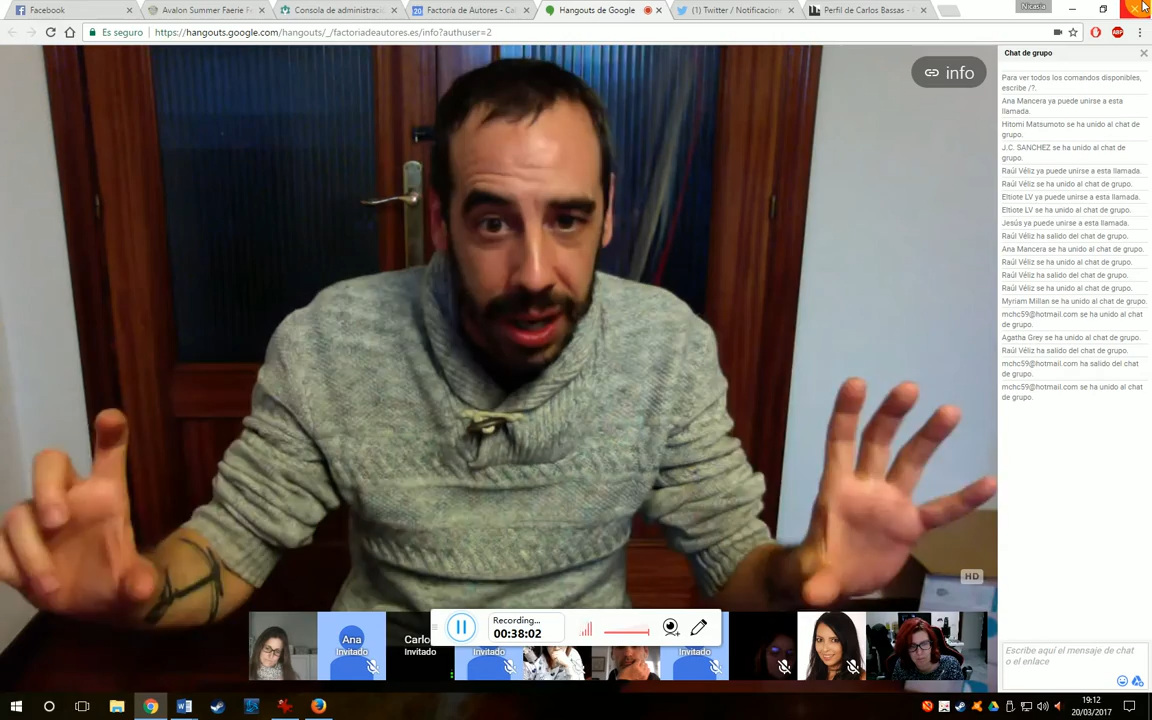 Nicasia
Facebook
Avalon Summer Faerie Fe
Consola de administraci
Factoría de Autores - Cal
Hangouts de Google
(1) Twitter / Notificacion
Perfil de Carlos Bassas -
Es seguro
https://hangouts.google.com/hangouts/_/factoriadeautores.es/info?authuser=2
ABP
info
Chat de grupo
Para ver todos los comandos disponibles,
escribe /?.
Ana Mancera ya puede unirse a esta
llamada.
Hitomi Matsumoto se ha unido al chat de
grupo.
J.C. SANCHEZ se ha unido al chat de
grupo.
Raúl Véliz ya puede unirse a esta llamada.
Raúl Véliz se ha unido al chat de grupo.
Eltiote LV ya puede unirse a esta llamada.
Eltiote LV se ha unido al chat de grupo.
Jesús ya puede unirse a esta llamada.
Raúl Véliz ha salido del chat de grupo.
Ana Mancera se ha unido al chat de grupo.
Raúl Véliz se ha unido al chat de grupo.
Raúl Véliz ha salido del chat de grupo.
Raúl Véliz se ha unido al chat de grupo.
Myriam Millan se ha unido al chat de grupo.
mchc59@hotmail.com se ha unido al chat
de grupo.
Agatha Grey se ha unido al chat de grupo.
Raúl Véliz ha salido del chat de grupo.
mchc59@hotmail.com ha salido del chat
de grupo.
mchc59@hotmail.com se ha unido al chat
de grupo.
HD
Ana
Invitado
Carlo
Invitado
Recording...
00:38:02
Invitado
Invitado
Escribe aquí el mensaje de chat
o el enlace
19:12
20/03/2017